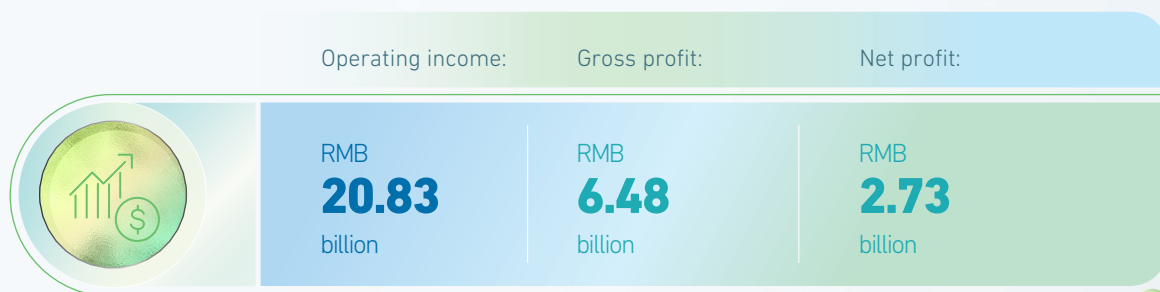 Operating income: Gross profit: Net profit:
$
RMB RMB RMB
20.83 6.48 2.73
billion billion billion